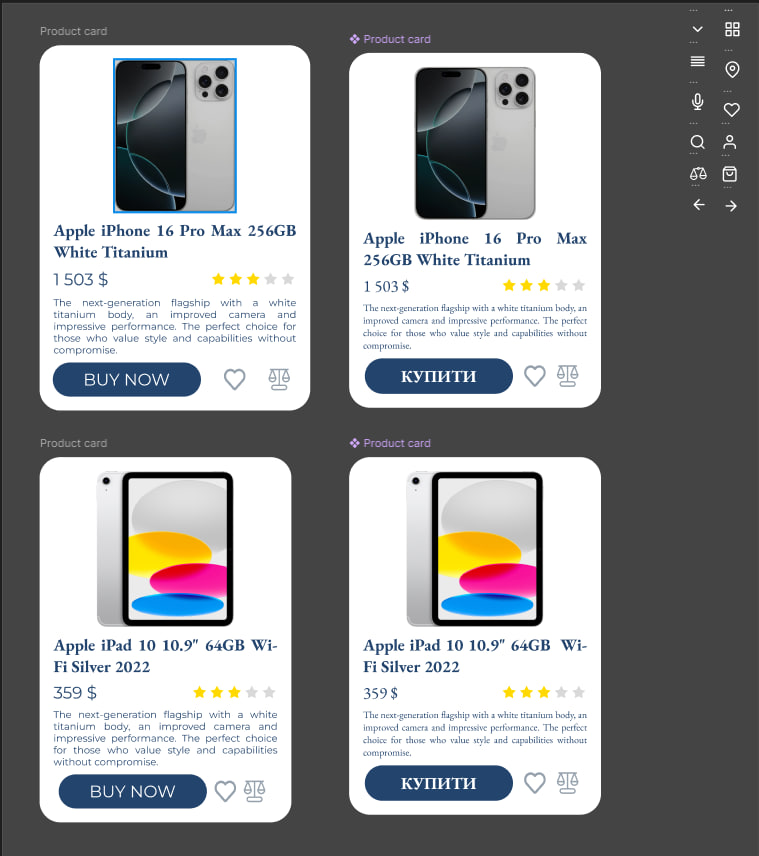 Product card
Apple iPhone 16 Pro Max 256GB
White Titanium
1 503 $
The next-generation flagship with a white
titanium body, an improved camera and
impressive performance. The perfect choice for
those who value style and capabilities without
compromise.
BUY NOW
Product card
Apple iPhone 16 Pro Max
256GB White Titanium
1 503 $
The next-generation flagship with a white titanium body, an
improved camera and impressive performance. The perfect
choice for those who value style and capabilities without
compromise.
КУПИТИ
Product card
Apple iPad 10 10.9" 64GB Wi-
Fi Silver 2022
359 $
The next-generation flagship with a white
titanium body, an improved camera and
impressive performance. The perfect choice
for those who value style and capabilities
without compromise.
BUY NOW
Product card
Apple iPad 10 10.9" 64GB Wi-
Fi Silver 2022
359 $
The next-generation flagship with a white titanium body, an
improved camera and impressive performance. The perfect
choice for those who value style and capabilities without
compromise.
КУПИТИ